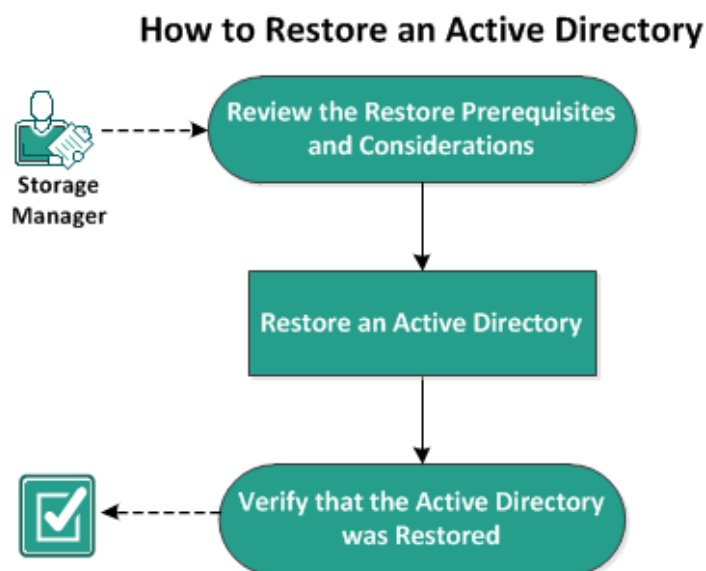 How to Restore an Active Directory
Review the Restore Prerequisites
and Considerations
Storage
Manager
Restore an Active Directory
Verify that the Active Directory
was Restored